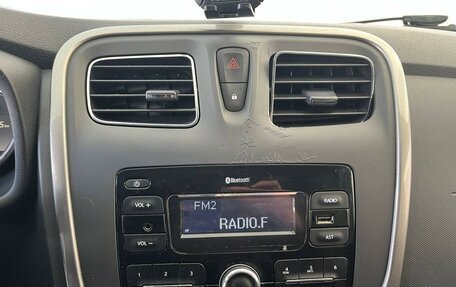 Bluetooth
VOL +
FM2
RADIO
RADIO.F
VOL −
AST
1 2 3 4 5 6